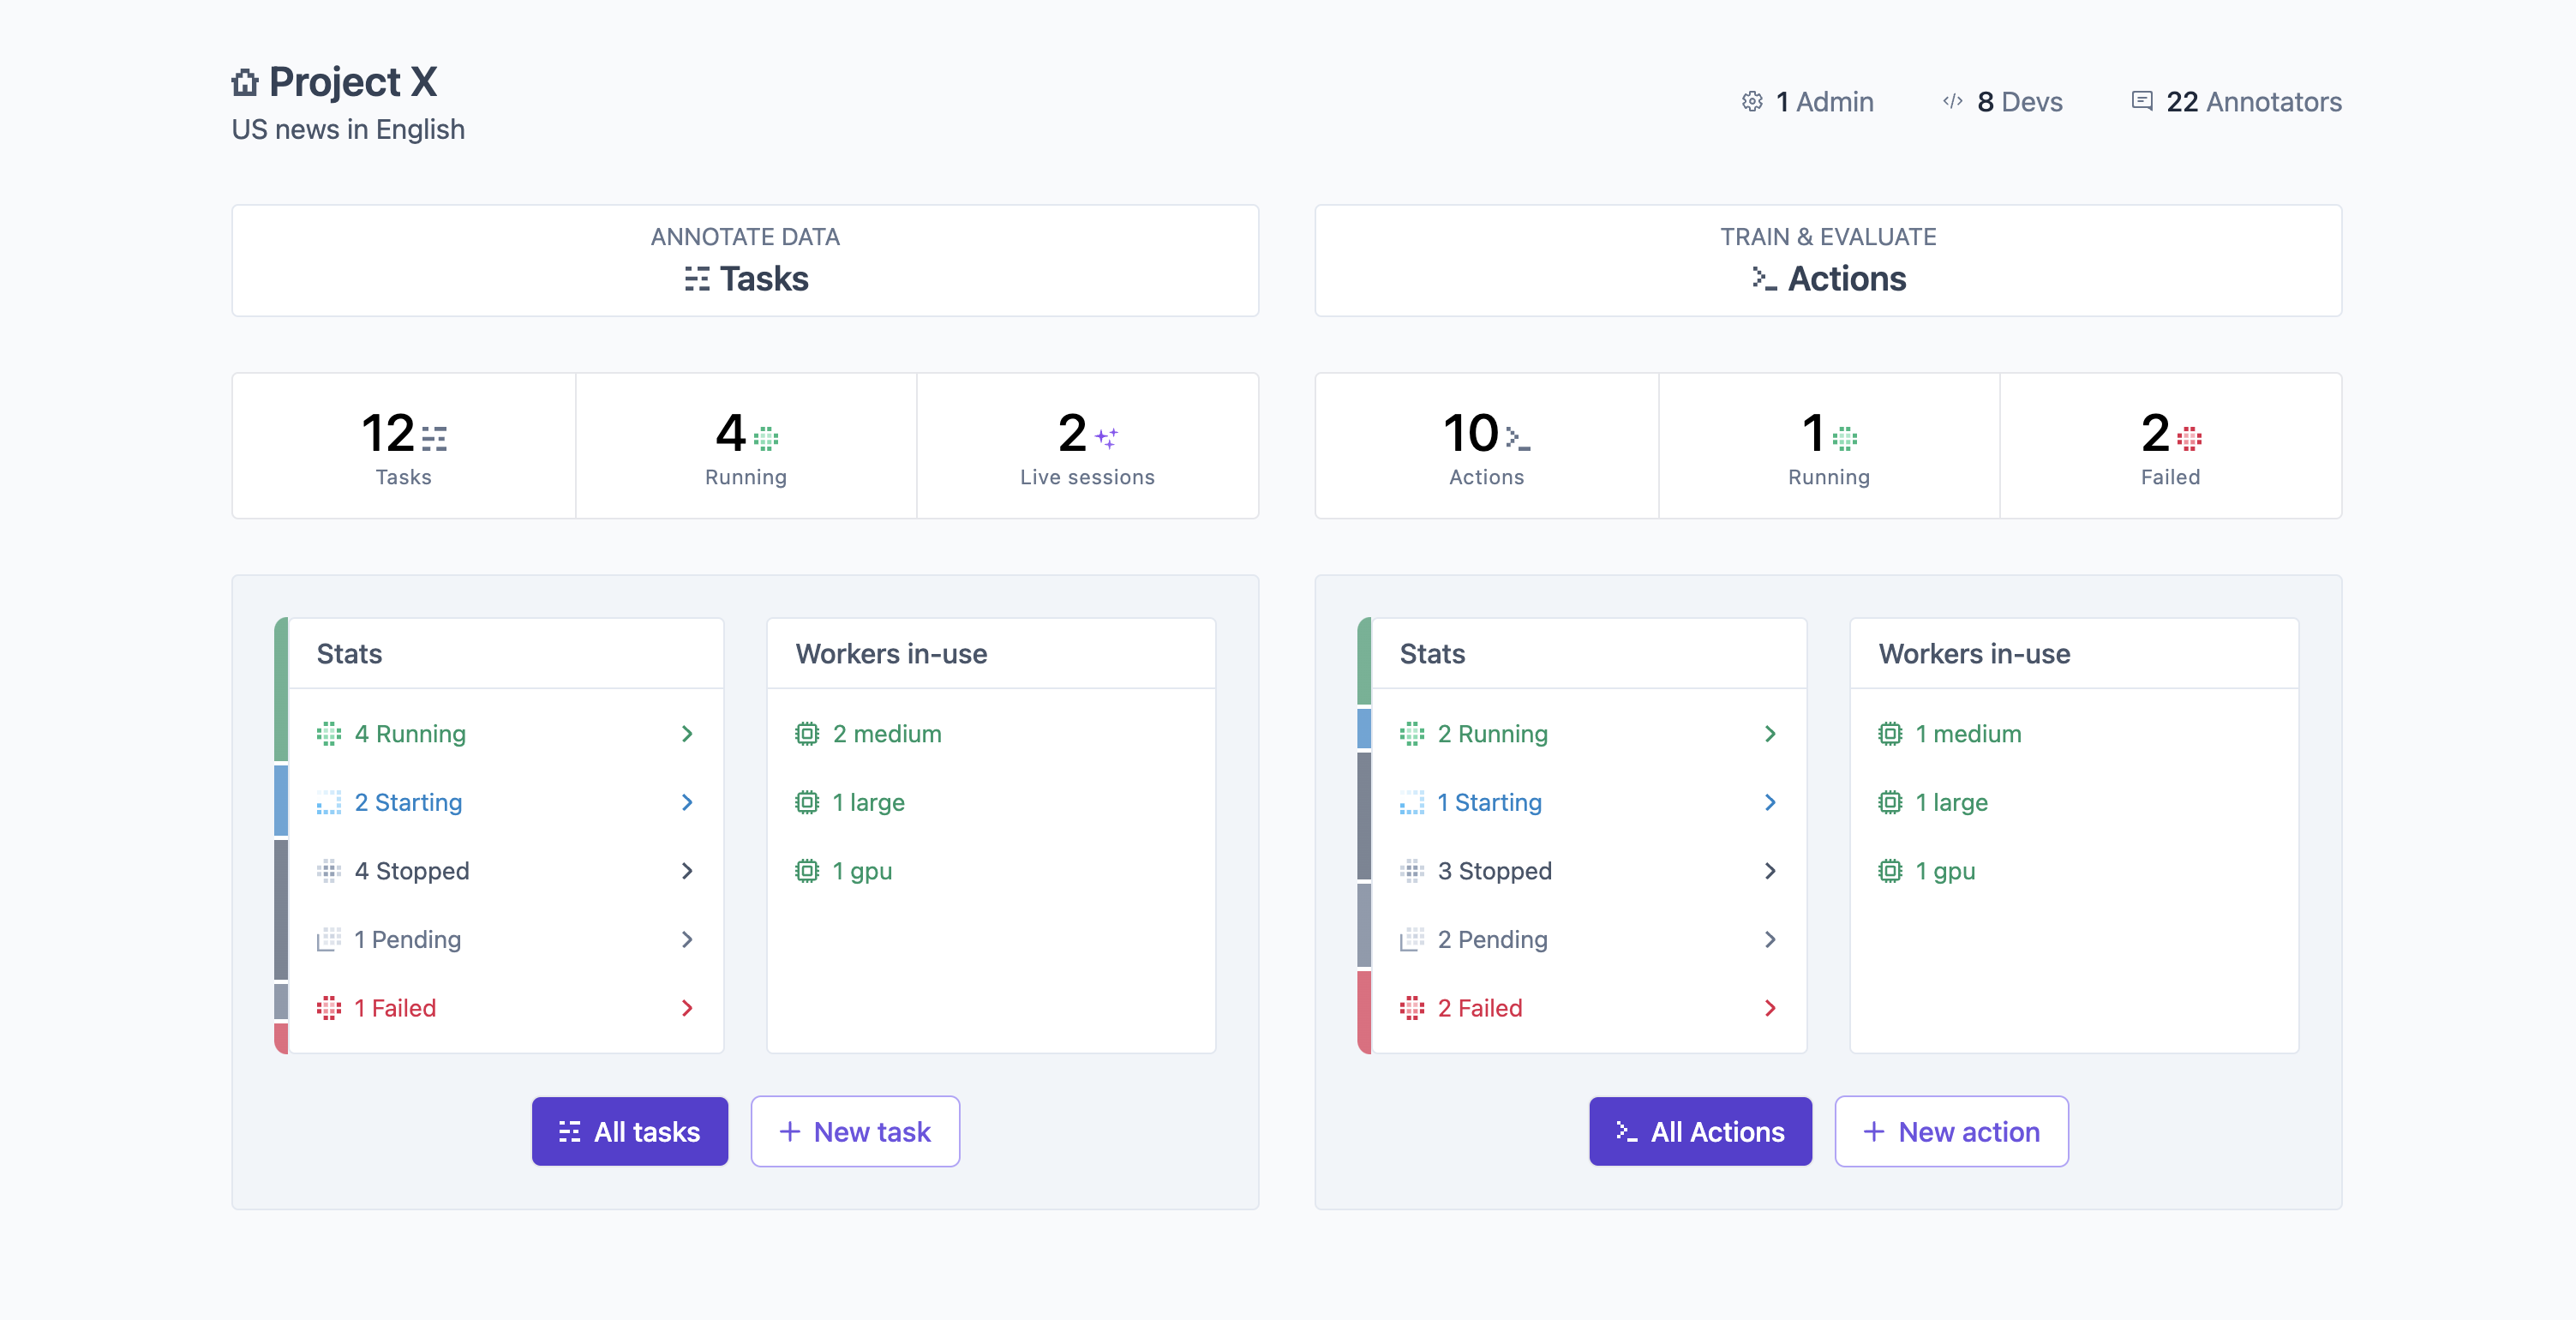 Project X
US news in English
1 Admin
8 Devs
22 Annotators
ANNOTATE DATA
Tasks
12
Tasks
4
Running
2
Live sessions
Stats
4 Running
2 Starting
4 Stopped
1 Pending
1 Failed
Workers in-use
2 medium
1 large
1 gpu
All tasks
+ New task
TRAIN & EVALUATE
Actions
10
Actions
1
Running
2
Failed
Stats
2 Running
1 Starting
3 Stopped
2 Pending
2 Failed
Workers in-use
1 medium
1 large
1 gpu
All Actions
+ New action